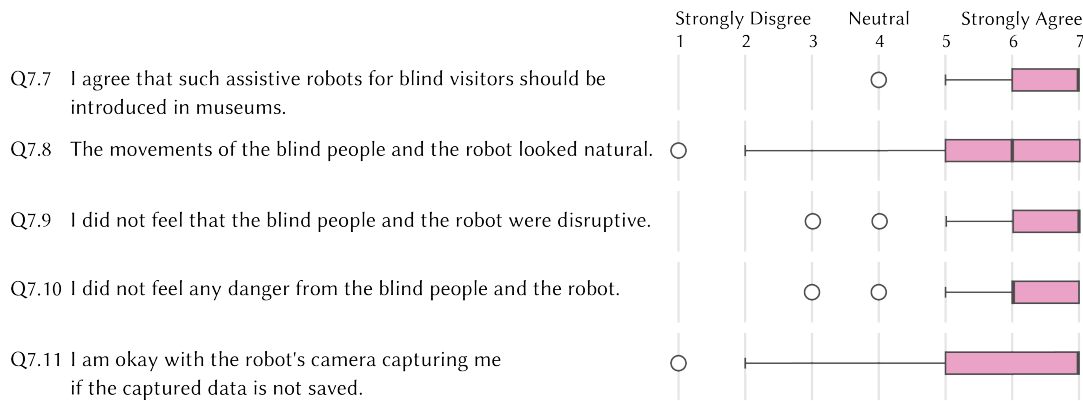 Strongly Disgree Neutral Strongly Agree
1 2 3 4 5 6 7
Q7.7 I agree that such assistive robots for blind visitors should be
introduced in museums.
Q7.8 The movements of the blind people and the robot looked natural.
Q7.9 I did not feel that the blind people and the robot were disruptive.
Q7.10 I did not feel any danger from the blind people and the robot.
Q7.11 I am okay with the robot's camera capturing me
if the captured data is not saved.